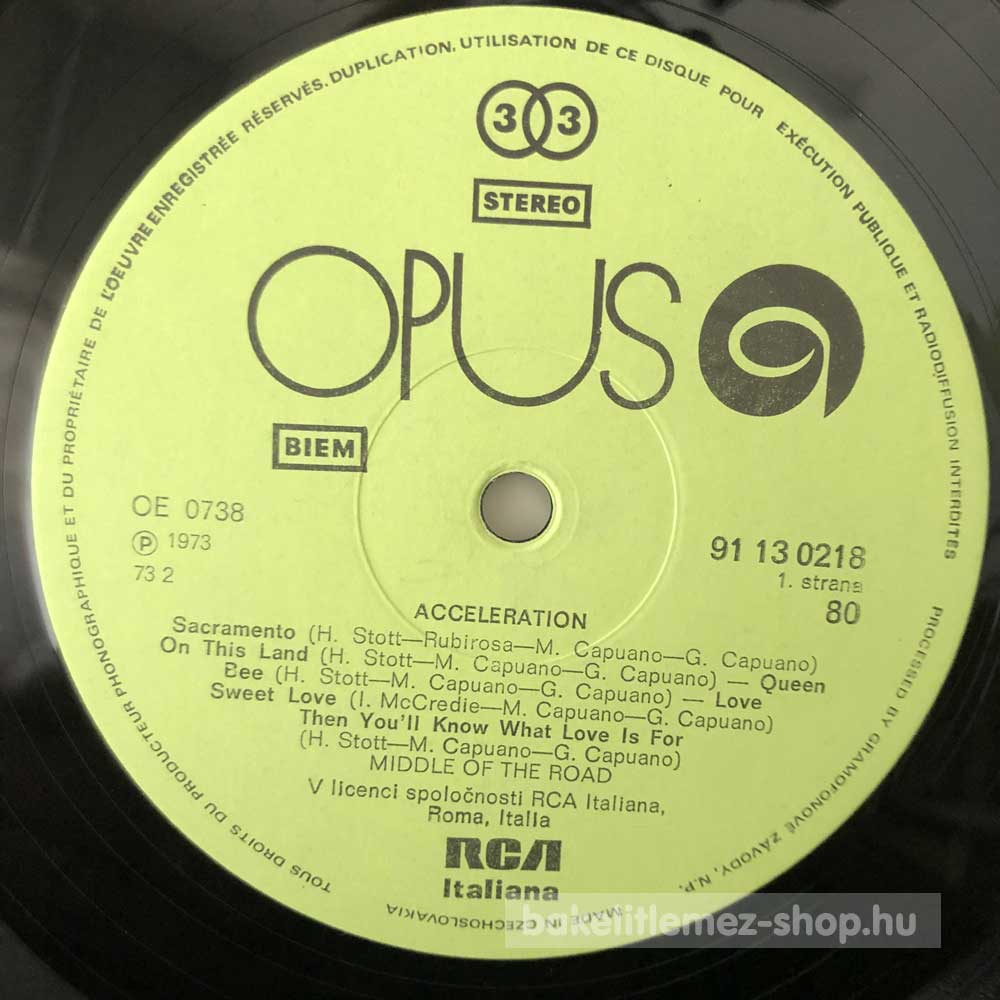 TOUS DROITS DU PRODUCTEUR PHONOGRAPHIQUE ET DU PROPRIÉTAIRE DE L'OEUVRE ENREGISTRÉE RÉSERVÉS. DUPLICATION, UTILISATION DE CE DISQUE POUR EXÉCUTION PUBLIQUE ET RADIODIFFUSION INTERDITES
33
STEREO
OPUS
BIEM
OE 0738
Ⓟ 1973
73 2
91 13 0218
1. strana
80
ACCELERATION
Sacramento (H. Stott—Rubirosa—M. Capuano—G. Capuano)
On This Land (H. Stott—M. Capuano—G. Capuano) — Queen
Bee (H. Stott—M. Capuano—G. Capuano) — Love
Sweet Love (I. McCredie—M. Capuano—G. Capuano)
Then You'll Know What Love Is For
(H. Stott—M. Capuano—G. Capuano)
MIDDLE OF THE ROAD
V licenci spoločnosti RCA Italiana,
Roma, Italia
RCA
Italiana
PROCESSED BY GRAMOFONOVÉ ZÁVODY, N.P.
MADE IN CZECHOSLOVAKIA
bakelitlemez-shop.hu